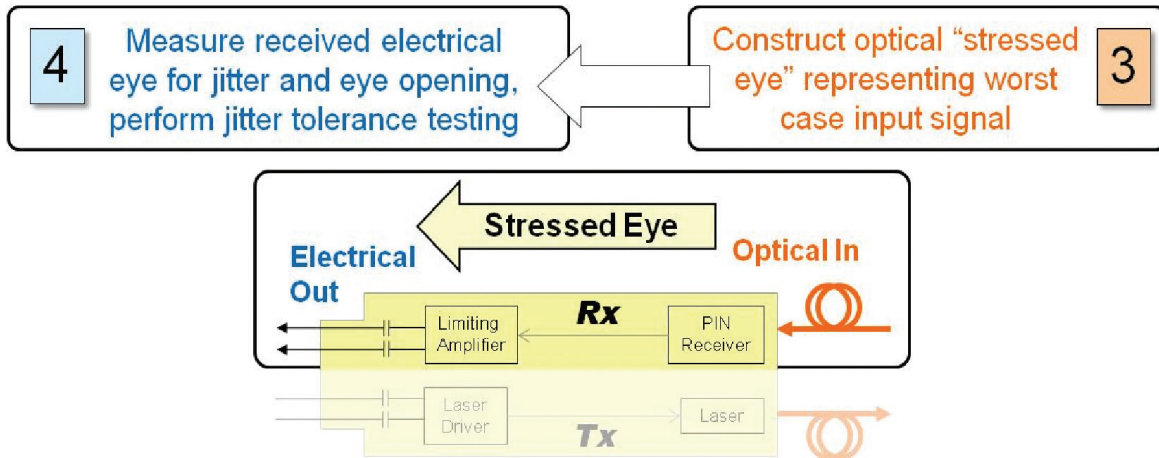 4
Measure received electrical
eye for jitter and eye opening,
perform jitter tolerance testing
Construct optical “stressed
eye” representing worst
case input signal
3
Stressed Eye
Electrical
Out
Optical In
Limiting
Amplifier
Rx
PIN
Receiver
Laser
Driver
Tx
Laser